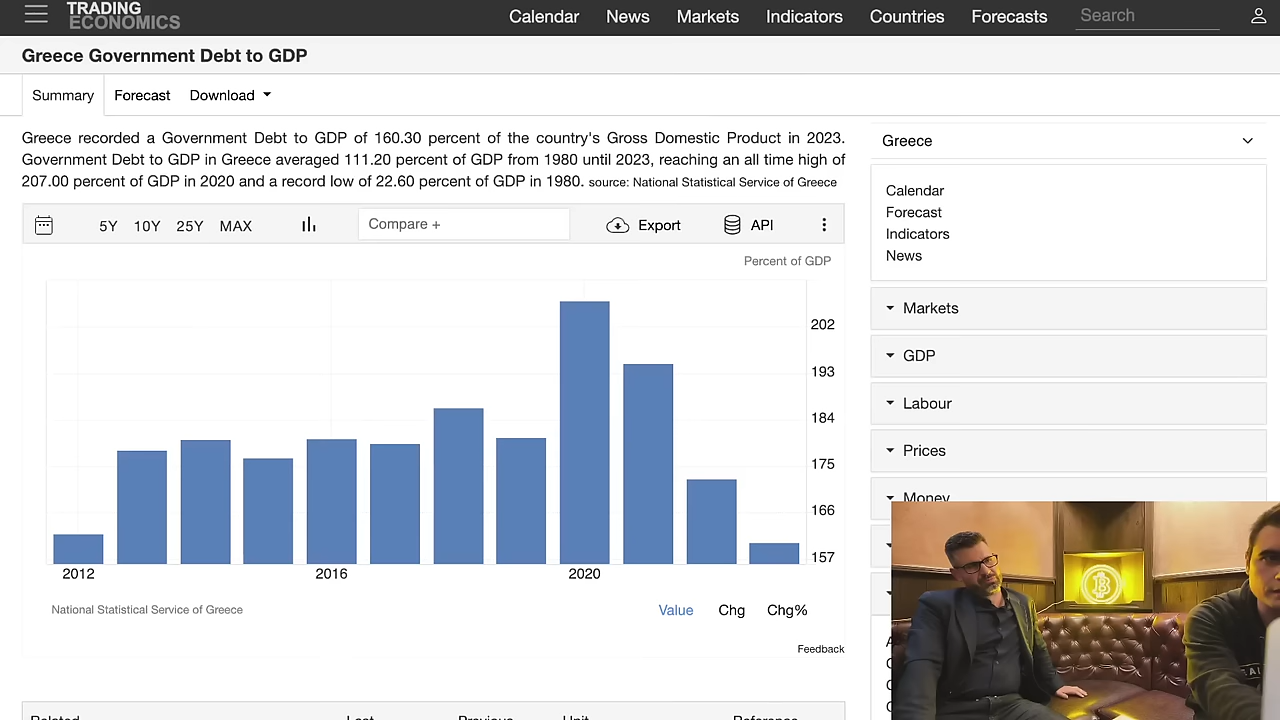 TRADING
ECONOMICS
Calendar News Markets Indicators Countries Forecasts Search
Greece Government Debt to GDP
Summary Forecast Download
Greece recorded a Government Debt to GDP of 160.30 percent of the country's Gross Domestic Product in 2023.
Government Debt to GDP in Greece averaged 111.20 percent of GDP from 1980 until 2023, reaching an all time high of
207.00 percent of GDP in 2020 and a record low of 22.60 percent of GDP in 1980. source: National Statistical Service of Greece
5Y 10Y 25Y MAX Compare + Export API
Percent of GDP
202
193
184
175
166
157
2012 2016 2020
National Statistical Service of Greece
Value Chg Chg%
Feedback
Related Last Previous Unit Reference
Greece
Calendar
Forecast
Indicators
News
Markets
GDP
Labour
Prices
Money